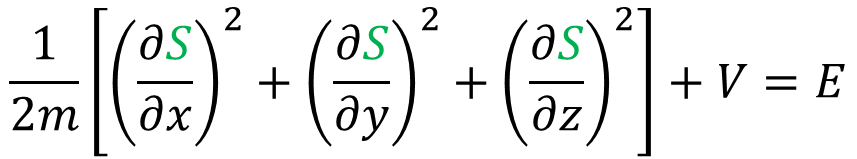 1/2m [(∂S/∂x)² + (∂S/∂y)² + (∂S/∂z)²] + V = E